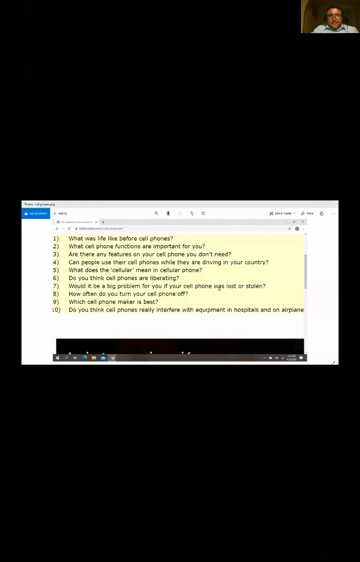 1) What was life like before cell phones?
2) What cell phone functions are important for you?
3) Are there any features on your cell phone you don't need?
4) Can people use their cell phones while they are driving in your country?
5) What does the 'cellular' mean in cellular phone?
6) Do you think cell phones are liberating?
7) Would it be a big problem for you if your cell phone was lost or stolen?
8) How often do you turn your cell phone off?
9) Which cell phone maker is best?
10) Do you think cell phones really interfere with equipment in hospitals and on airplane